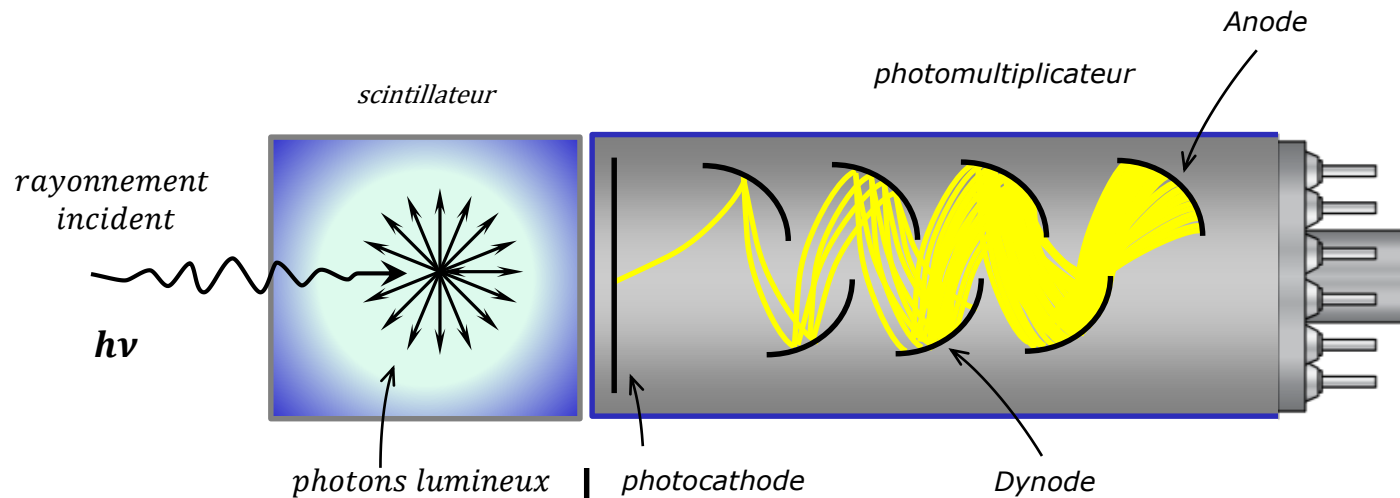 Anode
photomultiplicateur
scintillateur
rayonnement
incident
hν
photons lumineux
photocathode
Dynode